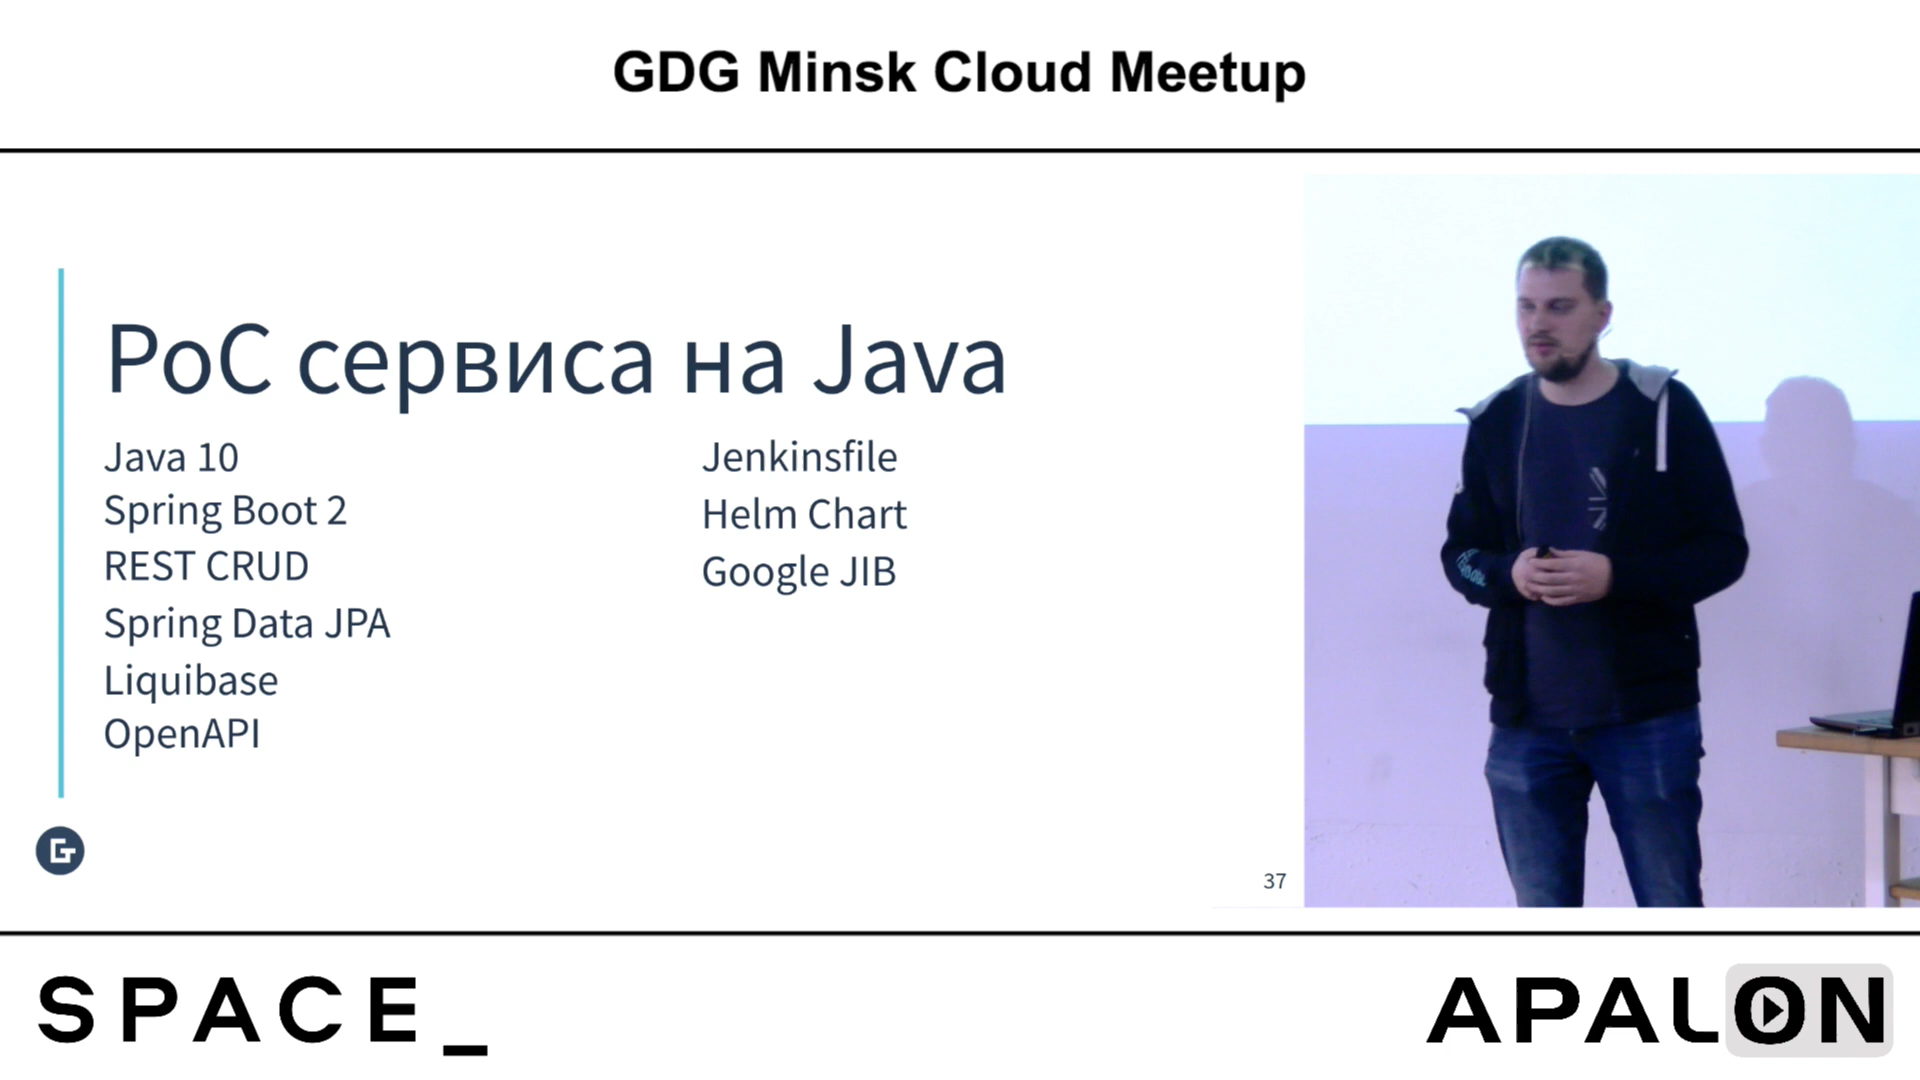 GDG Minsk Cloud Meetup
PoC сервиса на Java
Java 10
Spring Boot 2
REST CRUD
Spring Data JPA
Liquibase
OpenAPI
Jenkinsfile
Helm Chart
Google JIB
37
SPACE_
APALON